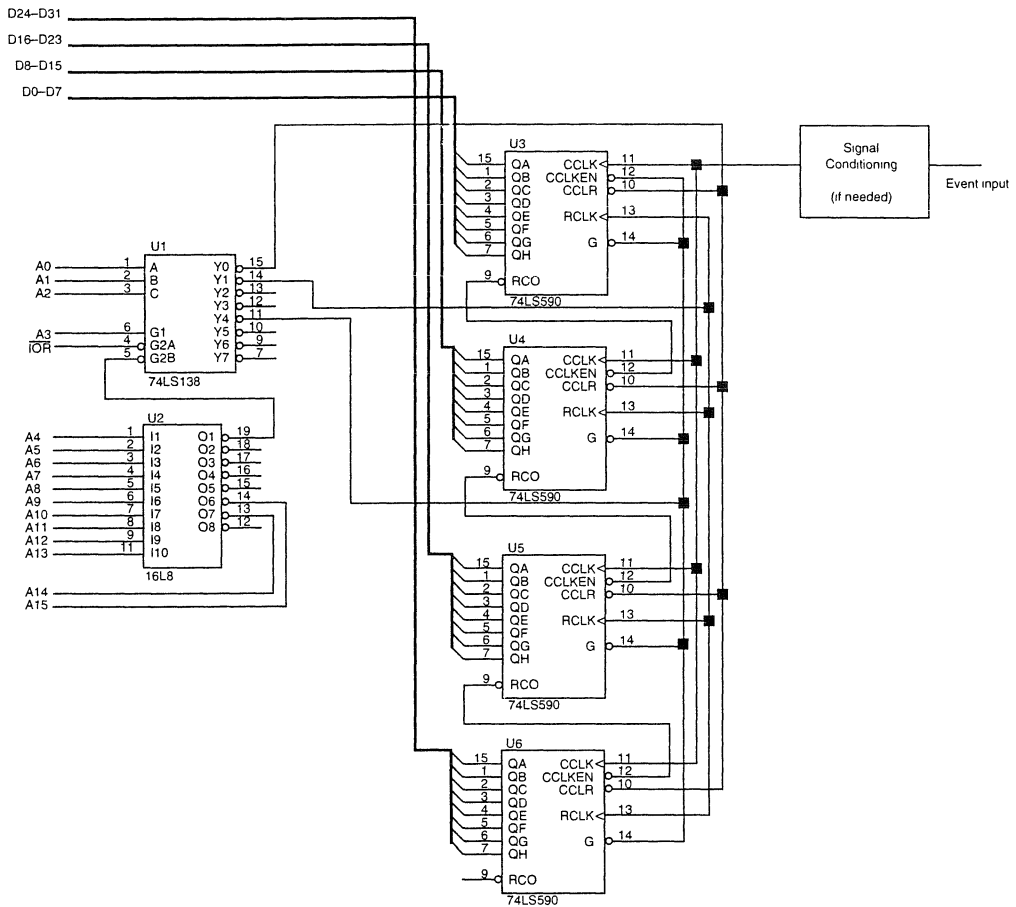 D24–D31
D16–D23
D8–D15
D0–D7
U3
15 QA CCLK 11
1 QB CCLKEN 12
2 QC CCLR 10
3 QD
4 QE RCLK 13
5 QF
6 QG G 14
7 QH
9 RCO
74LS590
Signal
Conditioning
(if needed)
Event input
U1
A0 1 A Y0 15
A1 2 B Y1 14
A2 3 C Y2 13
Y3 12
Y4 11
A3 6 G1 Y5 10
IOR 4 G2A Y6 9
5 G2B Y7 7
74LS138
U4
15 QA CCLK 11
1 QB CCLKEN 12
2 QC CCLR 10
3 QD
4 QE RCLK 13
5 QF
6 QG G 14
7 QH
9 RCO
74LS590
U2
A4 1 I1 O1 19
A5 2 I2 O2 18
A6 3 I3 O3 17
A7 4 I4 O4 16
A8 5 I5 O5 15
A9 6 I6 O6 14
A10 7 I7 O7 13
A11 8 I8 O8 12
A12 9 I9
A13 11 I10
16L8
A14
A15
U5
15 QA CCLK 11
1 QB CCLKEN 12
2 QC CCLR 10
3 QD
4 QE RCLK 13
5 QF
6 QG G 14
7 QH
9 RCO
74LS590
U6
15 QA CCLK 11
1 QB CCLKEN 12
2 QC CCLR 10
3 QD
4 QE RCLK 13
5 QF
6 QG G 14
7 QH
9 RCO
74LS590